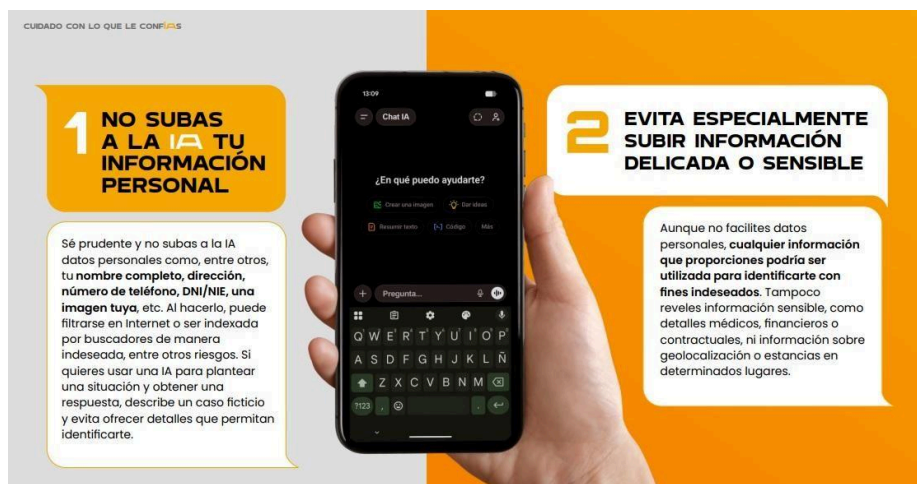 CUIDADO CON LO QUE LE CONFÍAS
1 NO SUBAS
A LA IA TU
INFORMACIÓN
PERSONAL
Sé prudente y no subas a la IA
datos personales como, entre otros,
tu nombre completo, dirección,
número de teléfono, DNI/NIE, una
imagen tuya, etc. Al hacerlo, puede
filtrarse en Internet o ser indexada
por buscadores de manera
indeseada, entre otros riesgos. Si
quieres usar una IA para plantear
una situación y obtener una
respuesta, describe un caso ficticio
y evita ofrecer detalles que permitan
identificarte.
13:09
Chat IA
¿En qué puedo ayudarte?
Crear una imagen Dar ideas
Resumir texto Código Más
Pregunta...
Q W E R T Y U I O P
A S D F G H J K L Ñ
Z X C V B N M
?123 , .
2 EVITA ESPECIALMENTE
SUBIR INFORMACIÓN
DELICADA O SENSIBLE
Aunque no facilites datos
personales, cualquier información
que proporciones podría ser
utilizada para identificarte con
fines indeseados. Tampoco
reveles información sensible, como
detalles médicos, financieros o
contractuales, ni información sobre
geolocalización o estancias en
determinados lugares.